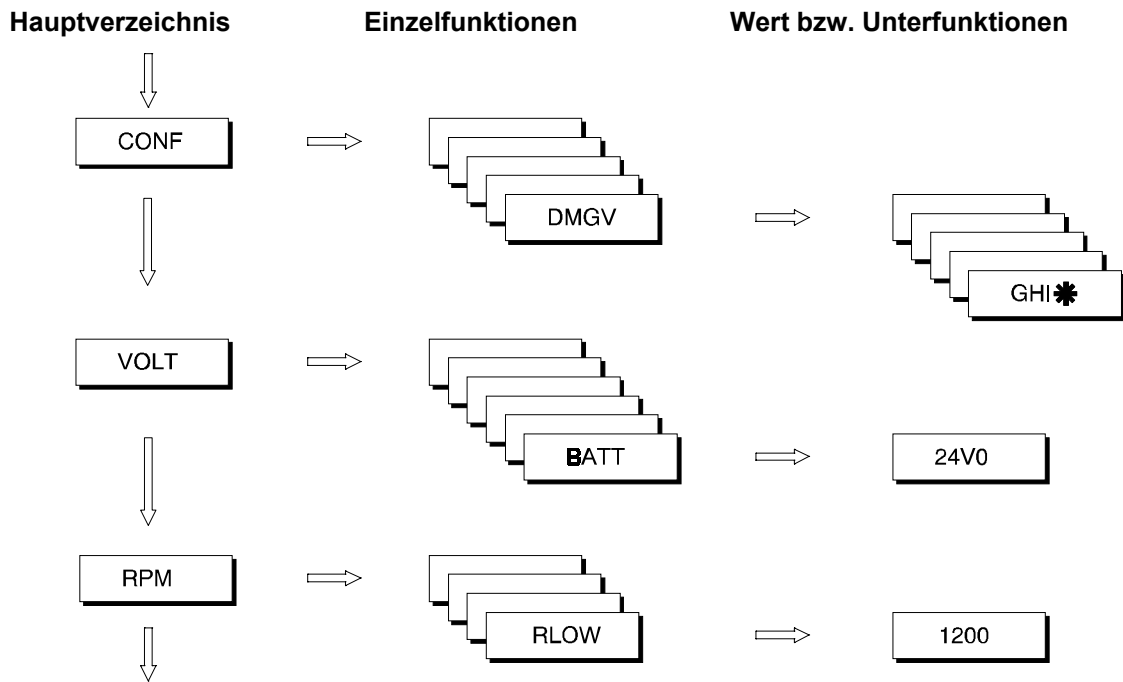 Hauptverzeichnis Einzelfunktionen Wert bzw. Unterfunktionen
CONF
DMGV
GHI✱
VOLT
BATT
24V0
RPM
RLOW
1200